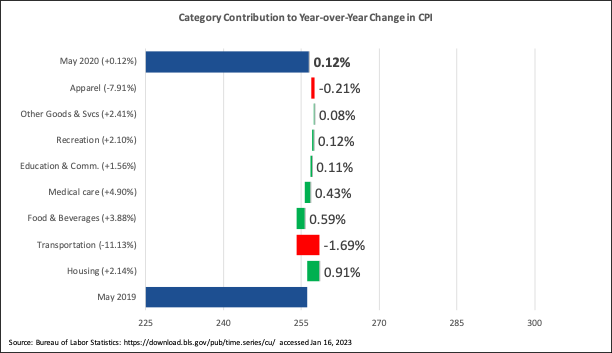 Category Contribution to Year-over-Year Change in CPI
May 2020 (+0.12%) 0.12%
Apparel (-7.91%) -0.21%
Other Goods & Svcs (+2.41%) 0.08%
Recreation (+2.10%) 0.12%
Education & Comm. (+1.56%) 0.11%
Medical care (+4.90%) 0.43%
Food & Beverages (+3.88%) 0.59%
Transportation (-11.13%) -1.69%
Housing (+2.14%) 0.91%
May 2019
225 240 255 270 285 300
Source: Bureau of Labor Statistics: https://download.bls.gov/pub/time.series/cu/ accessed Jan 16, 2023